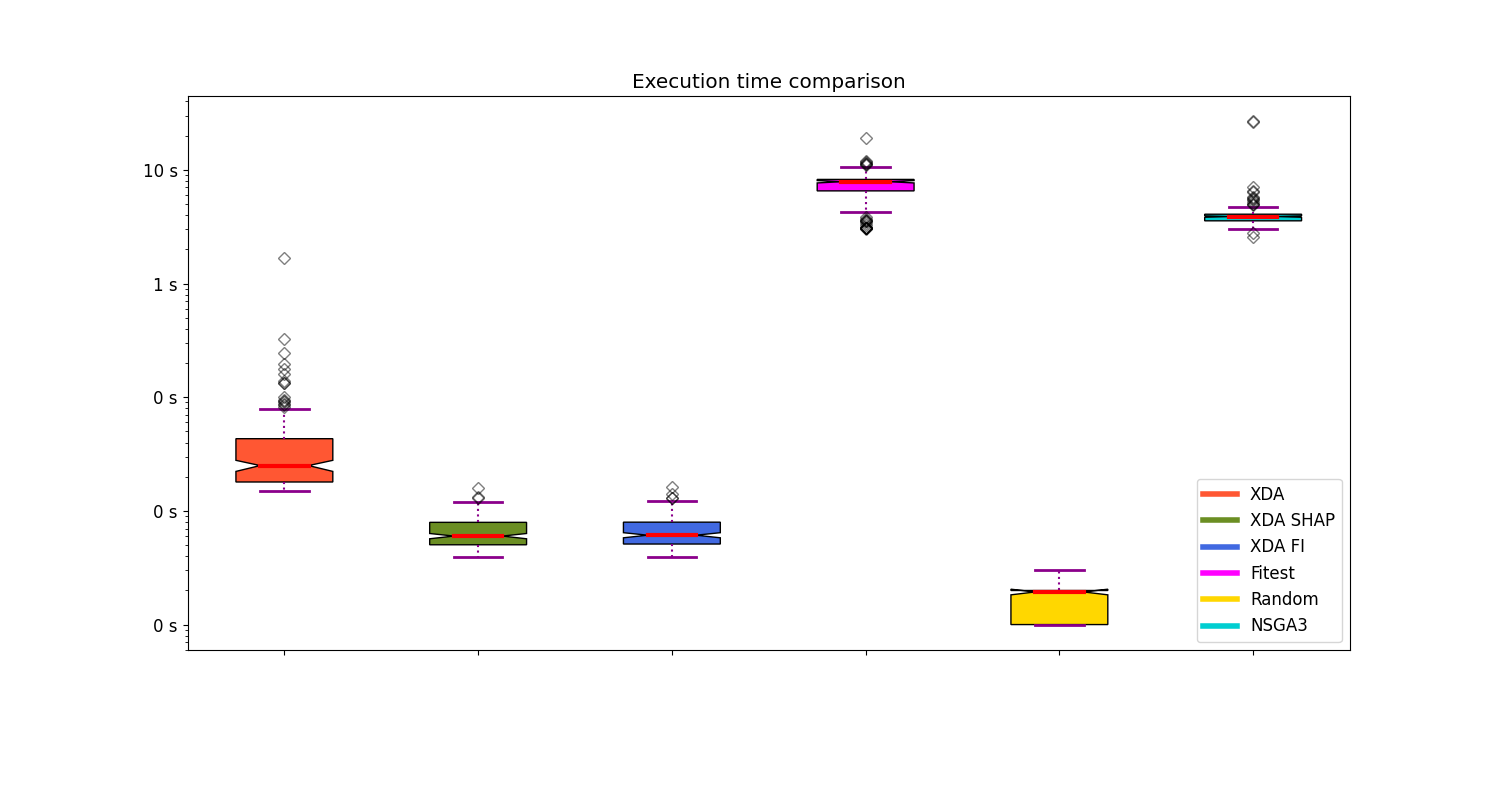 Execution time comparison
10 s
1 s
0 s
0 s
0 s
XDA
XDA SHAP
XDA FI
Fitest
Random
NSGA3